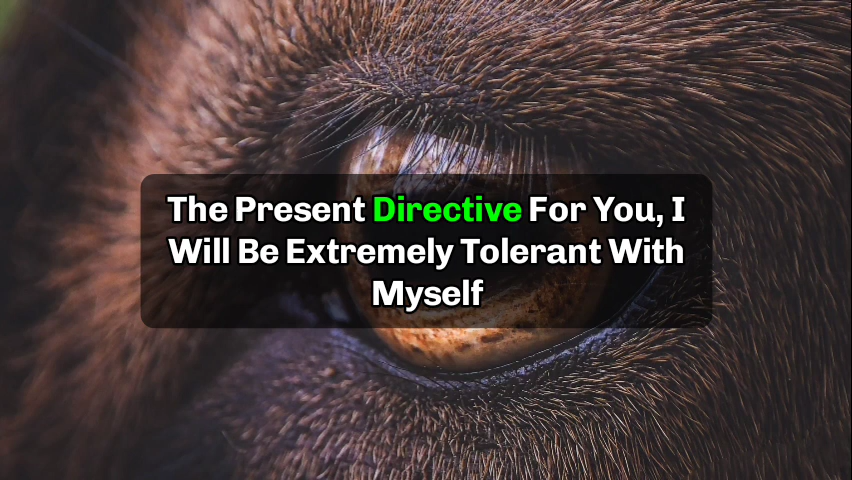 The Present Directive For You, I
Will Be Extremely Tolerant With
Myself